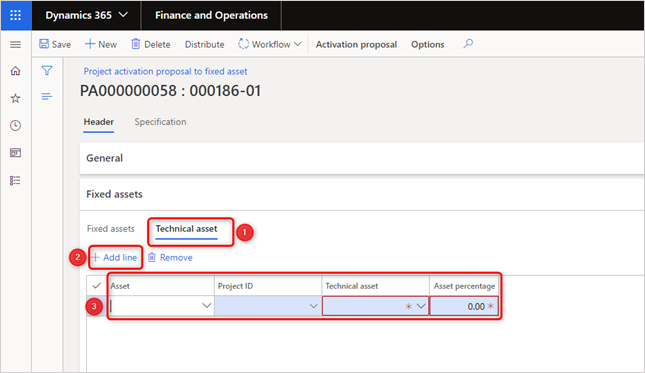 Dynamics 365 Finance and Operations
Save New Delete Distribute Workflow Activation proposal Options
Project activation proposal to fixed asset
PA000000058 : 000186-01
Header Specification
General
Fixed assets
Fixed assets Technical asset 1
2 Add line Remove
Asset Project ID Technical asset Asset percentage
3 * 0.00 *